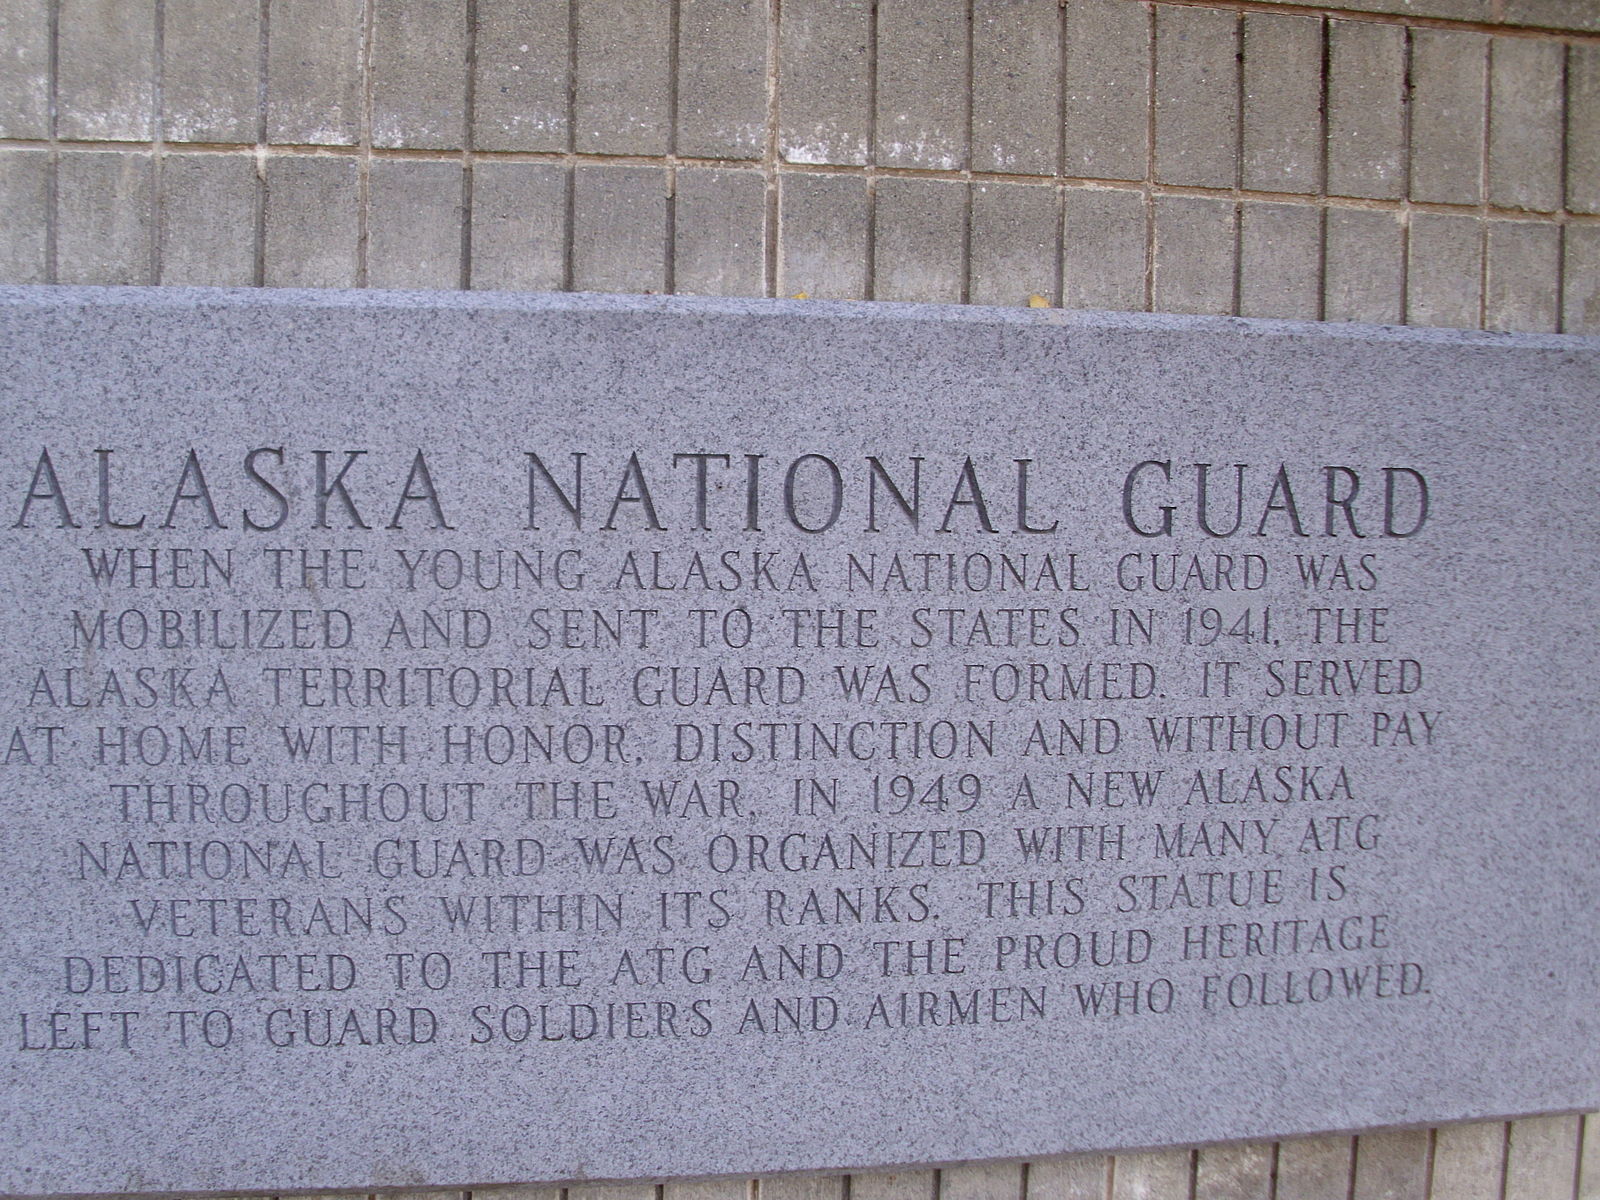 ALASKA NATIONAL GUARD
WHEN THE YOUNG ALASKA NATIONAL GUARD WAS
MOBILIZED AND SENT TO THE STATES IN 1941, THE
ALASKA TERRITORIAL GUARD WAS FORMED. IT SERVED
AT HOME WITH HONOR, DISTINCTION AND WITHOUT PAY
THROUGHOUT THE WAR. IN 1949 A NEW ALASKA
NATIONAL GUARD WAS ORGANIZED WITH MANY ATG
VETERANS WITHIN ITS RANKS. THIS STATUE IS
DEDICATED TO THE ATG AND THE PROUD HERITAGE
LEFT TO GUARD SOLDIERS AND AIRMEN WHO FOLLOWED.